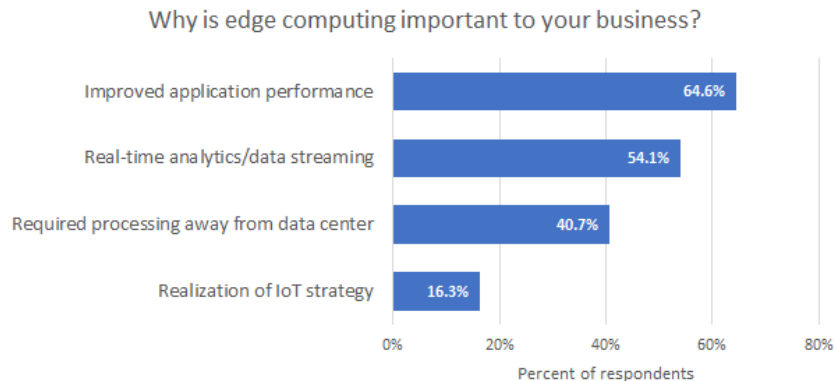 Why is edge computing important to your business?
Improved application performance
64.6%
Real-time analytics/data streaming
54.1%
Required processing away from data center
40.7%
Realization of IoT strategy
16.3%
0% 20% 40% 60% 80%
Percent of respondents